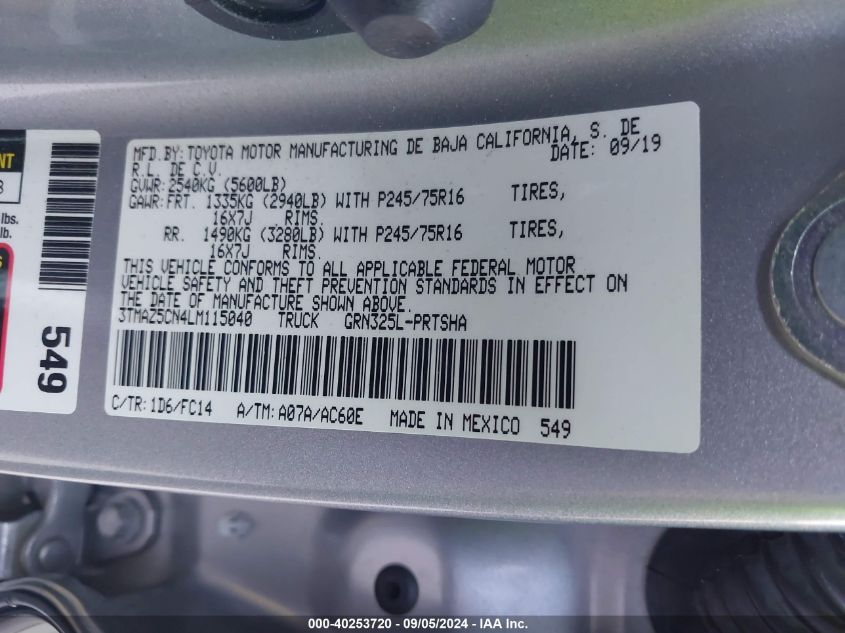 MFD.BY:TOYOTA MOTOR MANUFACTURING DE BAJA CALIFORNIA, S. DE
R.L. DE C.V. DATE: 09/19
GVWR:2540KG (5600LB)
GAWR:FRT. 1335KG (2940LB) WITH P245/75R16 TIRES,
16X7J RIMS.
RR. 1490KG (3280LB) WITH P245/75R16 TIRES,
16X7J RIMS.
THIS VEHICLE CONFORMS TO ALL APPLICABLE FEDERAL MOTOR
VEHICLE SAFETY AND THEFT PREVENTION STANDARDS IN EFFECT ON
THE DATE OF MANUFACTURE SHOWN ABOVE.
3TMAZ5CN4LM115040 TRUCK GRN325L-PRTSHA
C/TR:1D6/FC14 A/TM:A07A/AC60E MADE IN MEXICO 549
lbs.
lb.
549
000-40253720 - 09/05/2024 - IAA Inc.